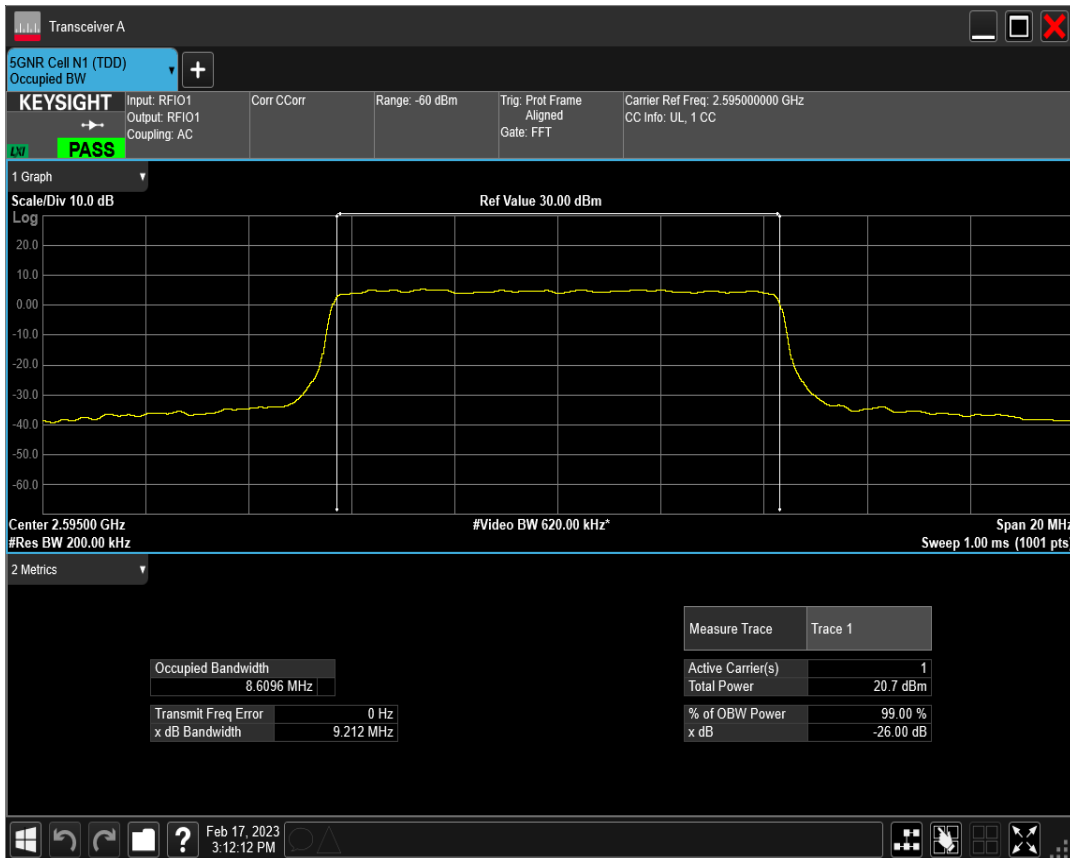 Transceiver A
5GNR Cell N1 (TDD)
Occupied BW
+
KEYSIGHT
LXI
PASS
Input: RFIO1
Output: RFIO1
Coupling: AC
Corr CCorr
Range: -60 dBm
Trig: Prot Frame
Aligned
Gate: FFT
Carrier Ref Freq: 2.595000000 GHz
CC Info: UL, 1 CC
1 Graph
Scale/Div 10.0 dB
Ref Value 30.00 dBm
Log
20.0
10.0
0.00
-10.0
-20.0
-30.0
-40.0
-50.0
-60.0
Center 2.59500 GHz
#Video BW 620.00 kHz*
Span 20 MHz
#Res BW 200.00 kHz
Sweep 1.00 ms (1001 pts)
2 Metrics
Measure Trace Trace 1
Occupied Bandwidth
8.6096 MHz
Active Carrier(s) 1
Total Power 20.7 dBm
Transmit Freq Error 0 Hz
x dB Bandwidth 9.212 MHz
% of OBW Power 99.00 %
x dB -26.00 dB
?
Feb 17, 2023
3:12:12 PM